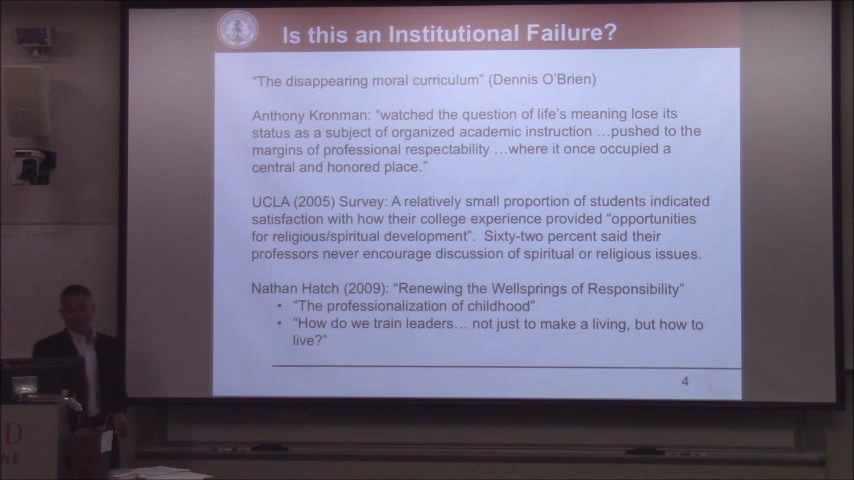 Is this an Institutional Failure?
“The disappearing moral curriculum” (Dennis O’Brien)
Anthony Kronman: “watched the question of life’s meaning lose its
status as a subject of organized academic instruction …pushed to the
margins of professional respectability …where it once occupied a
central and honored place.”
UCLA (2005) Survey: A relatively small proportion of students indicated
satisfaction with how their college experience provided “opportunities
for religious/spiritual development”.  Sixty-two percent said their
professors never encourage discussion of spiritual or religious issues.
Nathan Hatch (2009): “Renewing the Wellsprings of Responsibility”
• “The professionalization of childhood”
• “How do we train leaders… not just to make a living, but how to
live?”
4
D
NE